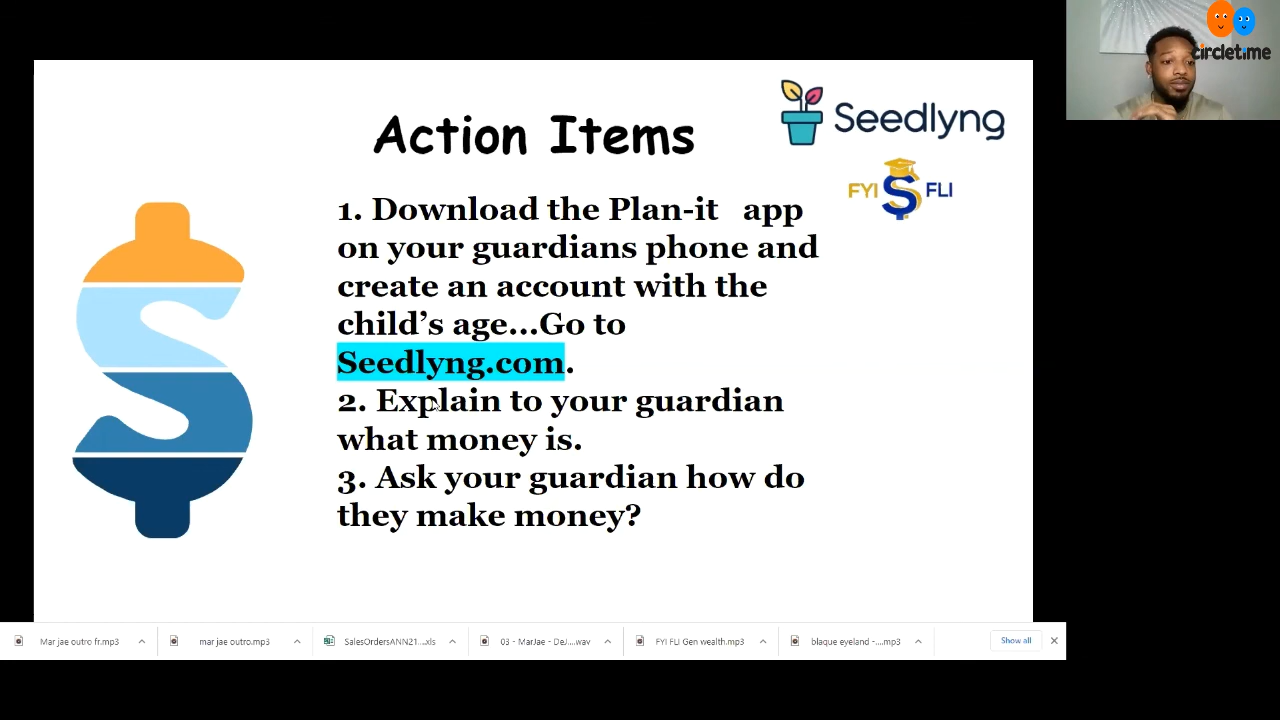 circletime
Action Items
Seedlyng
FYI $ FLI
1. Download the Plan-it app
on your guardians phone and
create an account with the
child’s age...Go to
Seedlyng.com.
2. Explain to your guardian
what money is.
3. Ask your guardian how do
they make money?
Mar jae outro fr.mp3
mar jae outro.mp3
SalesOrdersANN21....xls
03 - MarJae - DeJ....wav
FYI FLI Gen wealth.mp3
blaque eyeland -....mp3
Show all